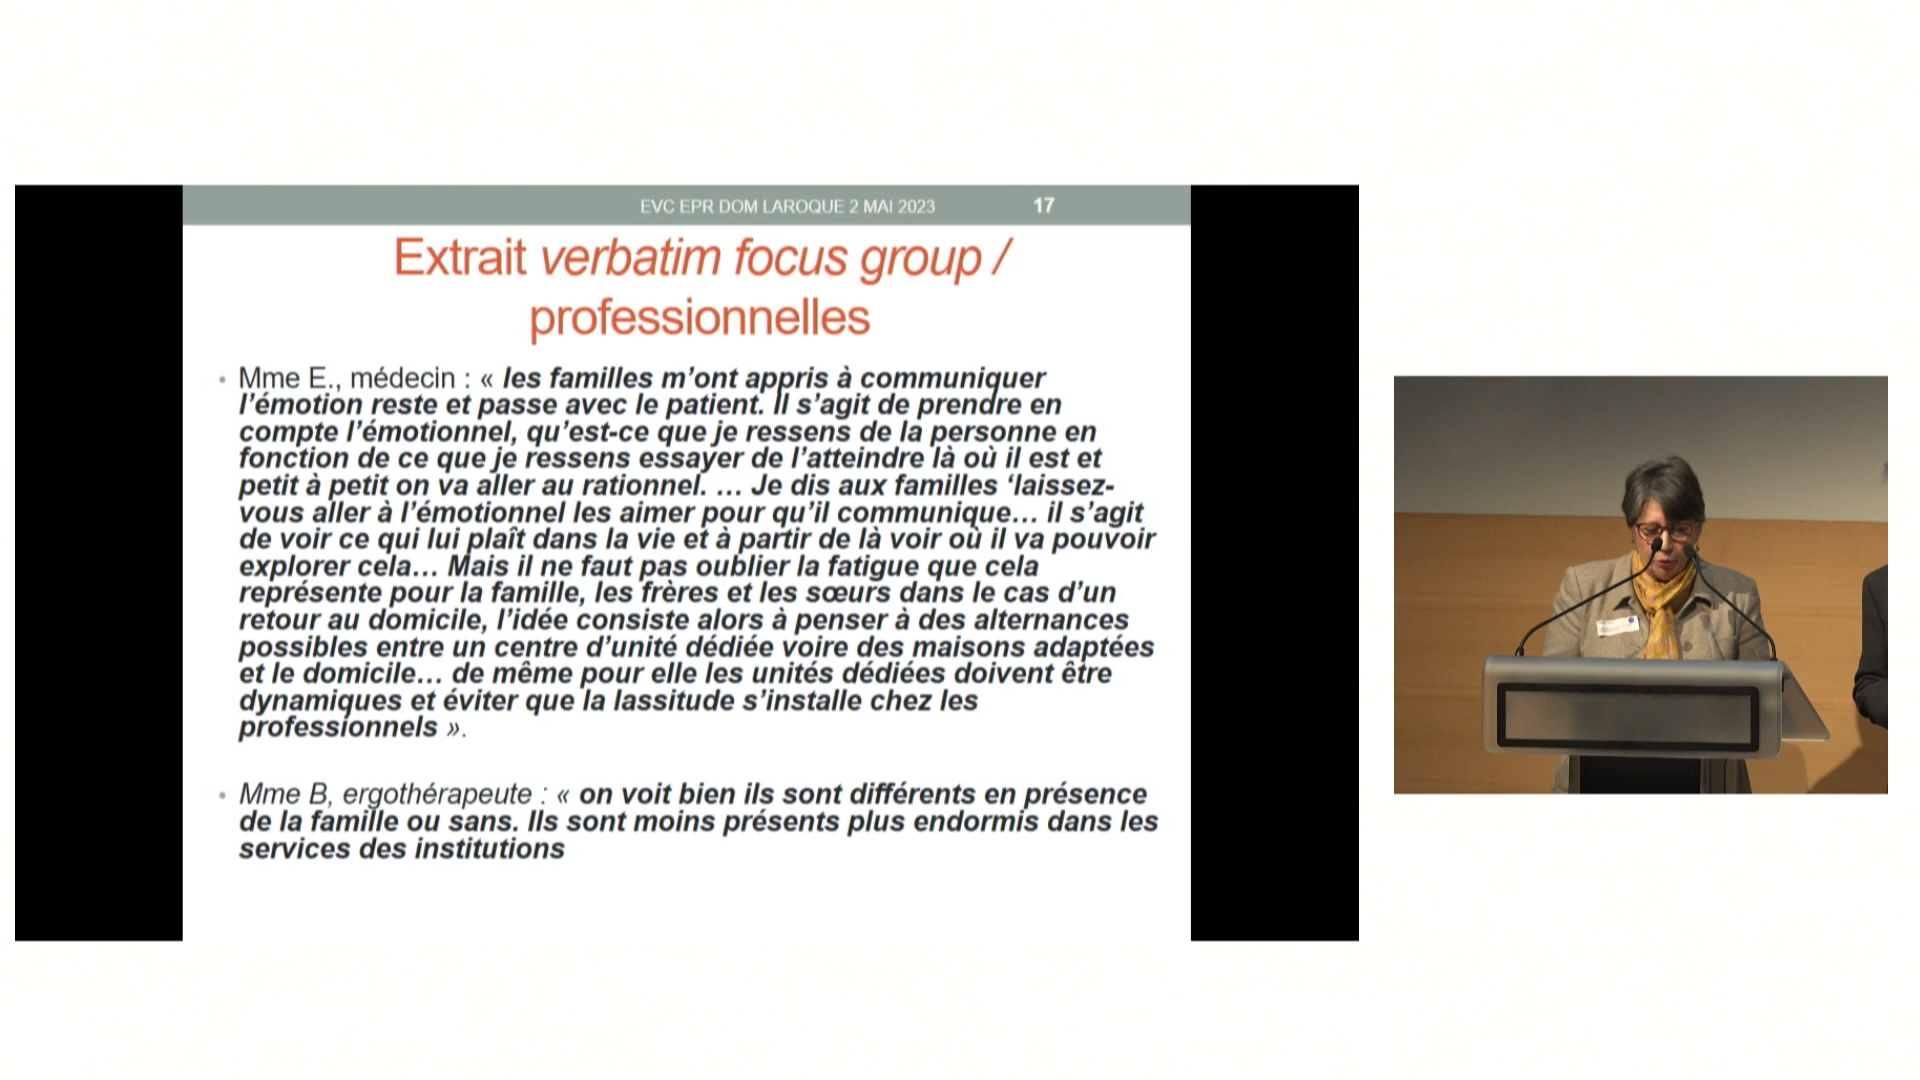 EVC EPR DOM LAROQUE 2 MAI 2023 17
Extrait verbatim focus group /
professionnelles
• Mme E., médecin : « les familles m’ont appris à communiquer
l’émotion reste et passe avec le patient. Il s’agit de prendre en
compte l’émotionnel, qu’est-ce que je ressens de la personne en
fonction de ce que je ressens essayer de l’atteindre là où il est et
petit à petit on va aller au rationnel. … Je dis aux familles ‘laissez-
vous aller à l’émotionnel les aimer pour qu’il communique… il s’agit
de voir ce qui lui plaît dans la vie et à partir de là voir où il va pouvoir
explorer cela… Mais il ne faut pas oublier la fatigue que cela
représente pour la famille, les frères et les sœurs dans le cas d’un
retour au domicile, l’idée consiste alors à penser à des alternances
possibles entre un centre d’unité dédiée voire des maisons adaptées
et le domicile… de même pour elle les unités dédiées doivent être
dynamiques et éviter que la lassitude s’installe chez les
professionnels ».
• Mme B, ergothérapeute : « on voit bien ils sont différents en présence
de la famille ou sans. Ils sont moins présents plus endormis dans les
services des institutions